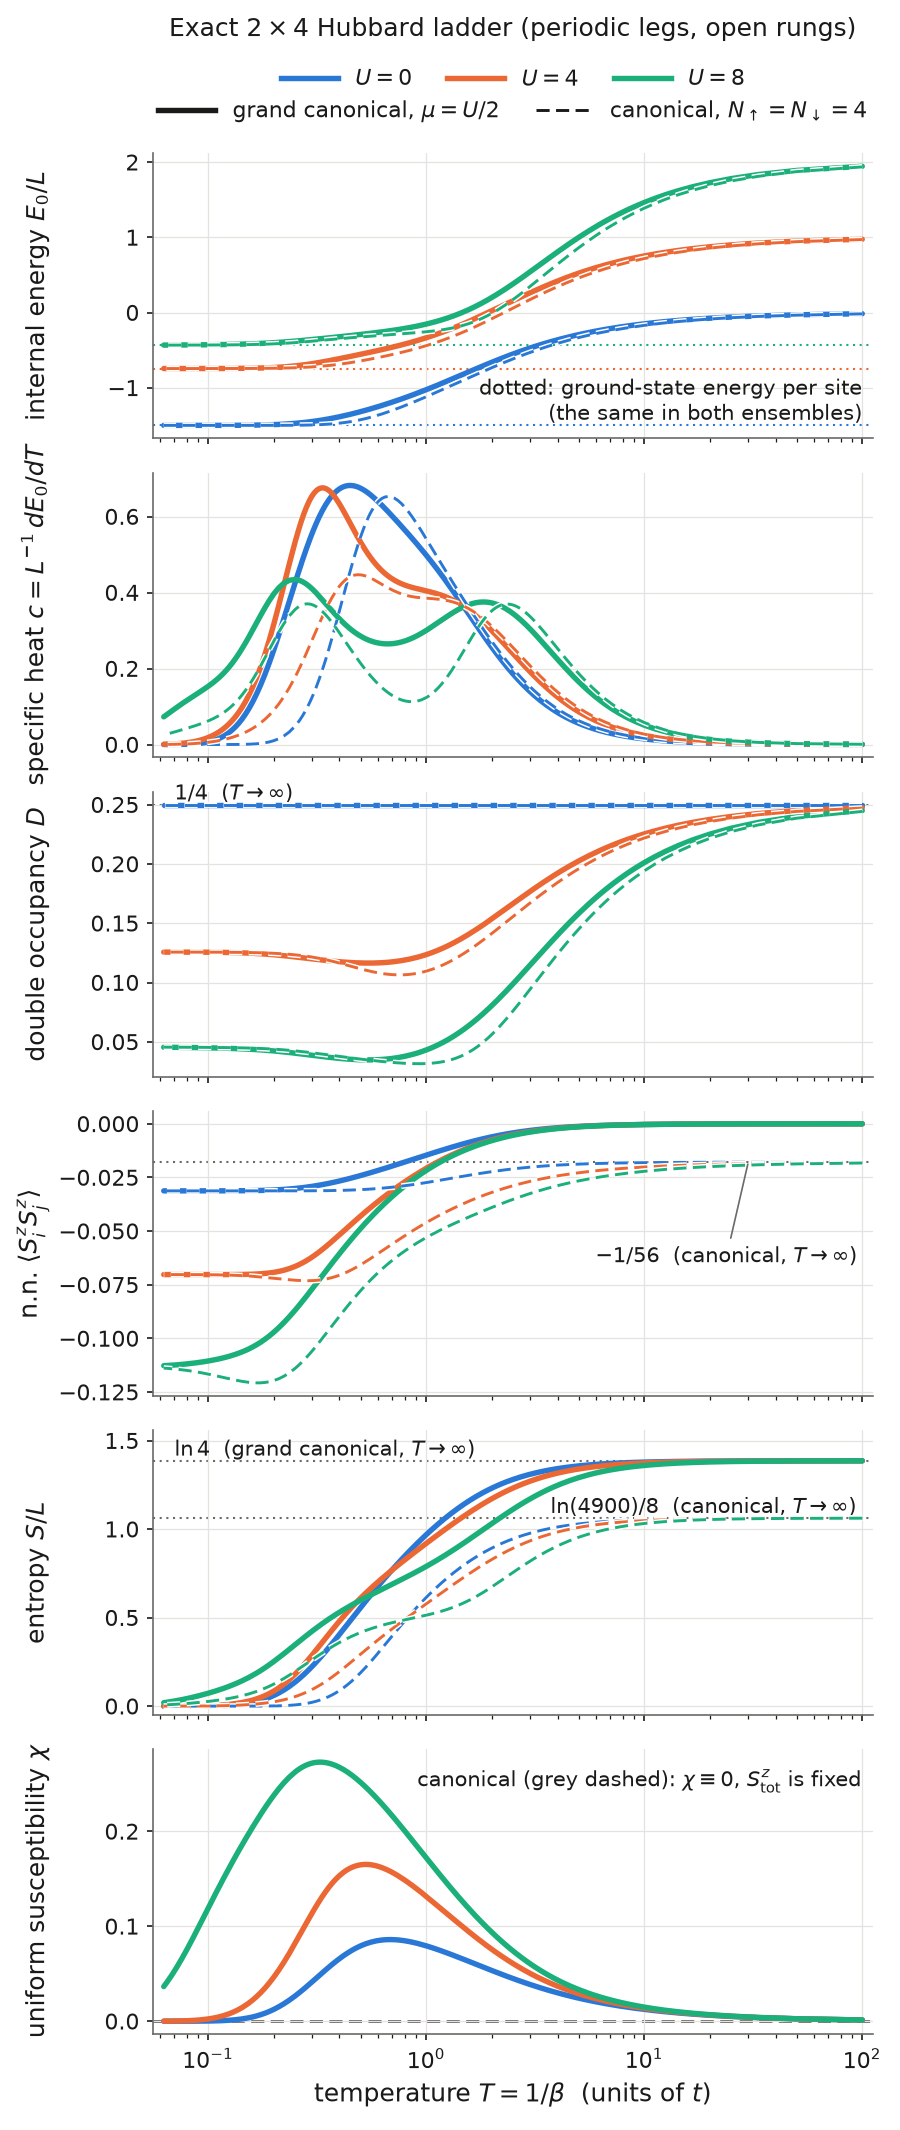 Exact 2 × 4 Hubbard ladder (periodic legs, open rungs)
U = 0 U = 4 U = 8
grand canonical, μ = U/2 canonical, N↑ = N↓ = 4
internal energy E₀/L
2
1
0
−1
dotted: ground-state energy per site
(the same in both ensembles)
specific heat c = L⁻¹ dE₀/dT
0.6
0.4
0.2
0.0
double occupancy D
1/4 (T → ∞)
0.25
0.20
0.15
0.10
0.05
n.n. ⟨SᵢᶻSⱼᶻ⟩
0.000
−0.025
−0.050
−0.075
−0.100
−0.125
−1/56 (canonical, T → ∞)
entropy S/L
1.5
1.0
0.5
0.0
ln 4 (grand canonical, T → ∞)
ln(4900)/8 (canonical, T → ∞)
uniform susceptibility χ
0.2
0.1
0.0
canonical (grey dashed): χ ≡ 0, Sᶻtot is fixed
10⁻¹ 10⁰ 10¹ 10²
temperature T = 1/β (units of t)